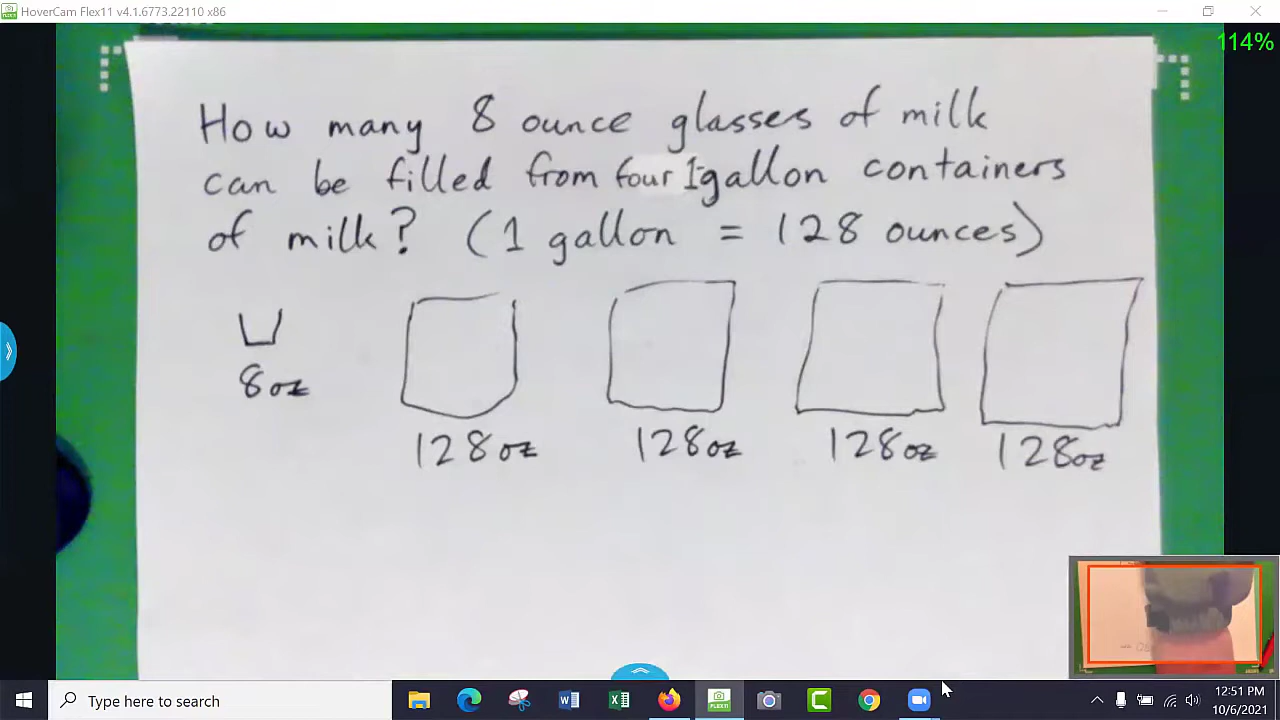 HoverCam Flex11 v4.1.6773.22110 x86
114%
How many 8 ounce glasses of milk
can be filled from four 1-gallon containers
of milk? (1 gallon = 128 ounces)
8oz
128oz 128oz 128oz 128oz
Type here to search
12:51 PM
10/6/2021